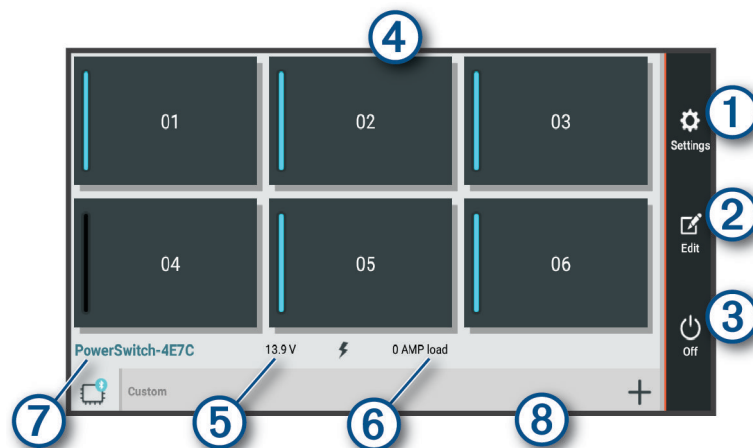 4
01 02 03
1
Settings
2
Edit
04 05 06
3
Off
PowerSwitch-4E7C 13.9 V 0 AMP load
Custom
7 5 6 8